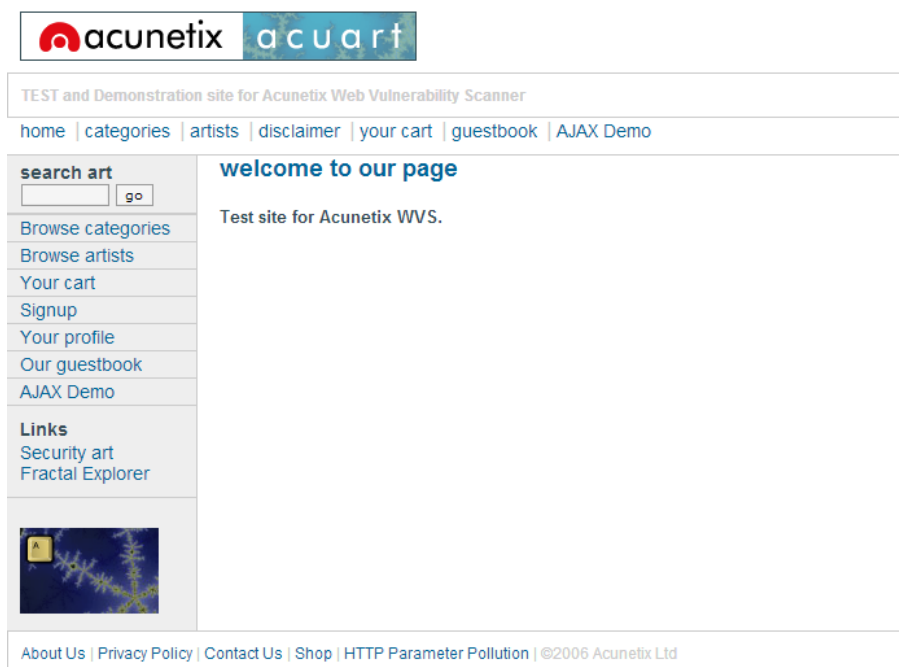 acunetix acuart
TEST and Demonstration site for Acunetix Web Vulnerability Scanner
home | categories | artists | disclaimer | your cart | guestbook | AJAX Demo
search art
go
Browse categories
Browse artists
Your cart
Signup
Your profile
Our guestbook
AJAX Demo
Links
Security art
Fractal Explorer
A
welcome to our page
Test site for Acunetix WVS.
About Us | Privacy Policy | Contact Us | Shop | HTTP Parameter Pollution | ©2006 Acunetix Ltd